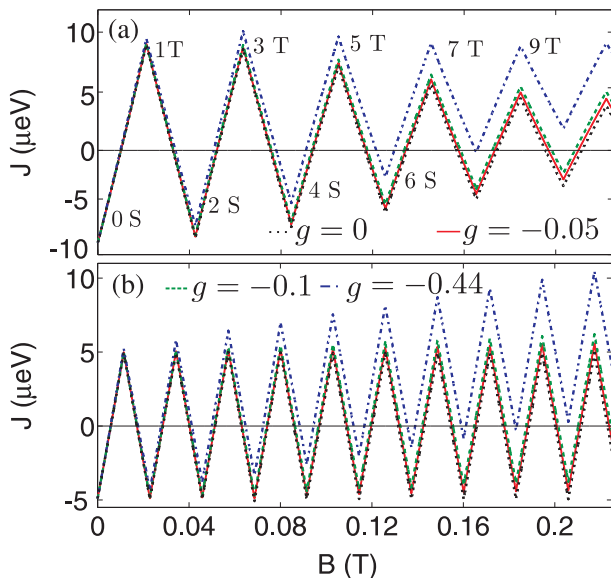 (a)
10
5
0
-5
-10
J (µeV)
1T
3 T
5 T
7 T
9 T
0 S
2 S
4 S
6 S
g = 0
g = −0.05
(b)
g = −0.1
g = −0.44
10
5
0
-5
J (µeV)
0
0.04
0.08
0.12
0.16
0.2
B (T)